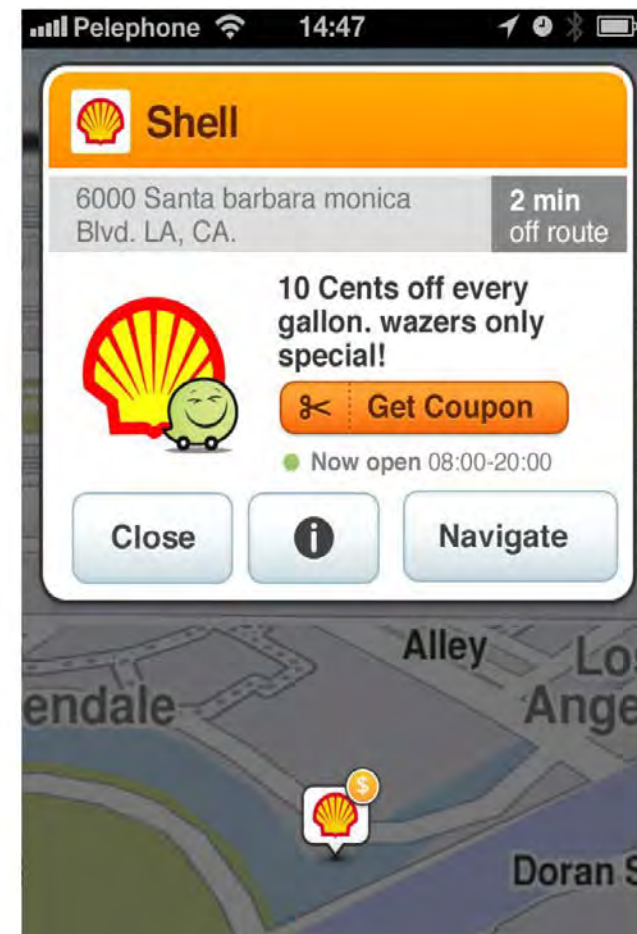 Pelephone 14:47
Shell
6000 Santa barbara monica
Blvd. LA, CA.
2 min
off route
10 Cents off every
gallon. wazers only
special!
Get Coupon
Now open 08:00-20:00
Close
i
Navigate
Alley
endale
Los
Ange
$
Doran S